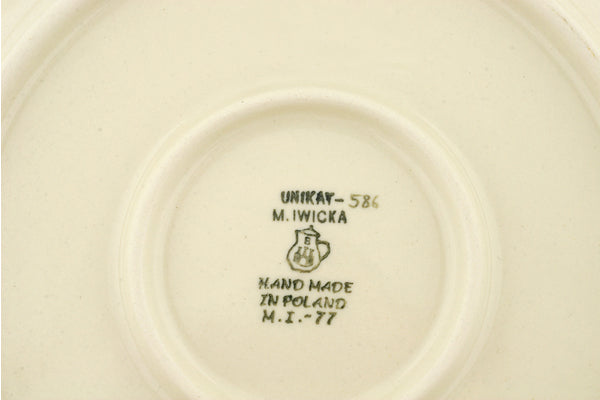 UNIKAT-586
M.IWICKA
B
HAND MADE
IN POLAND
M.I.-77